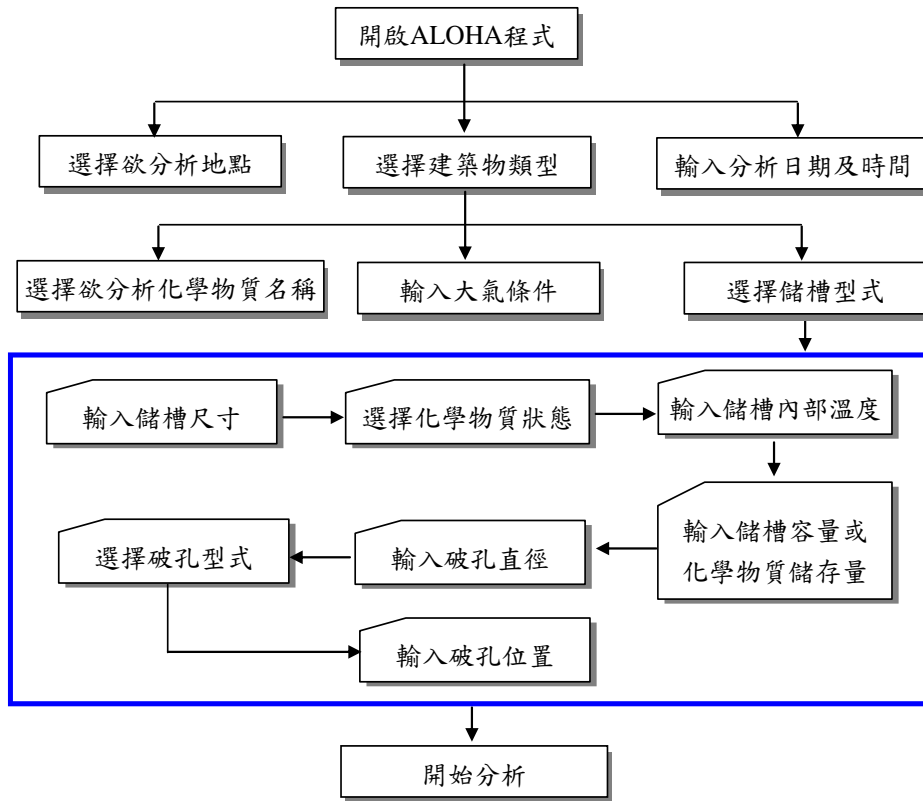 開啟ALOHA程式
選擇欲分析地點
選擇建築物類型
輸入分析日期及時間
選擇欲分析化學物質名稱
輸入大氣條件
選擇儲槽型式
輸入儲槽尺寸
選擇化學物質狀態
輸入儲槽內部溫度
輸入儲槽容量或
化學物質儲存量
輸入破孔直徑
選擇破孔型式
輸入破孔位置
開始分析